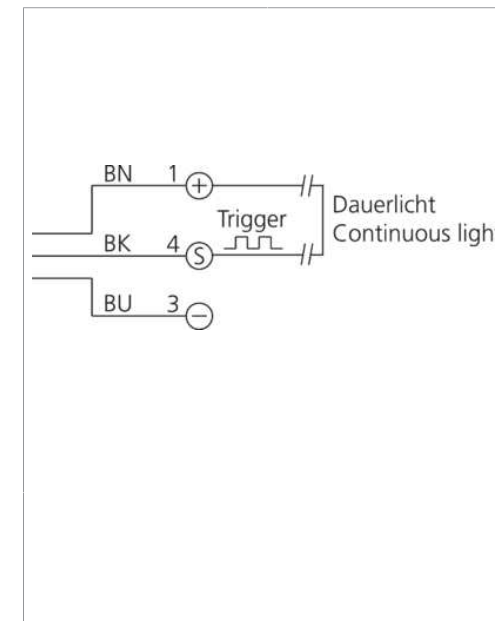 BN 1 +
Trigger
Dauerlicht
Continuous ligh
BK 4 S
BU 3 −